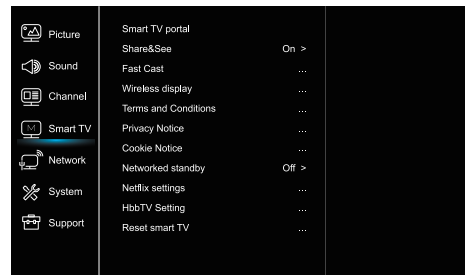 Picture
Sound
Channel
M Smart TV
Network
System
Support
Smart TV portal
Share&See On >
Fast Cast ...
Wireless display ...
Terms and Conditions ...
Privacy Notice ...
Cookie Notice ...
Networked standby Off >
Netflix settings ...
HbbTV Setting ...
Reset smart TV ...